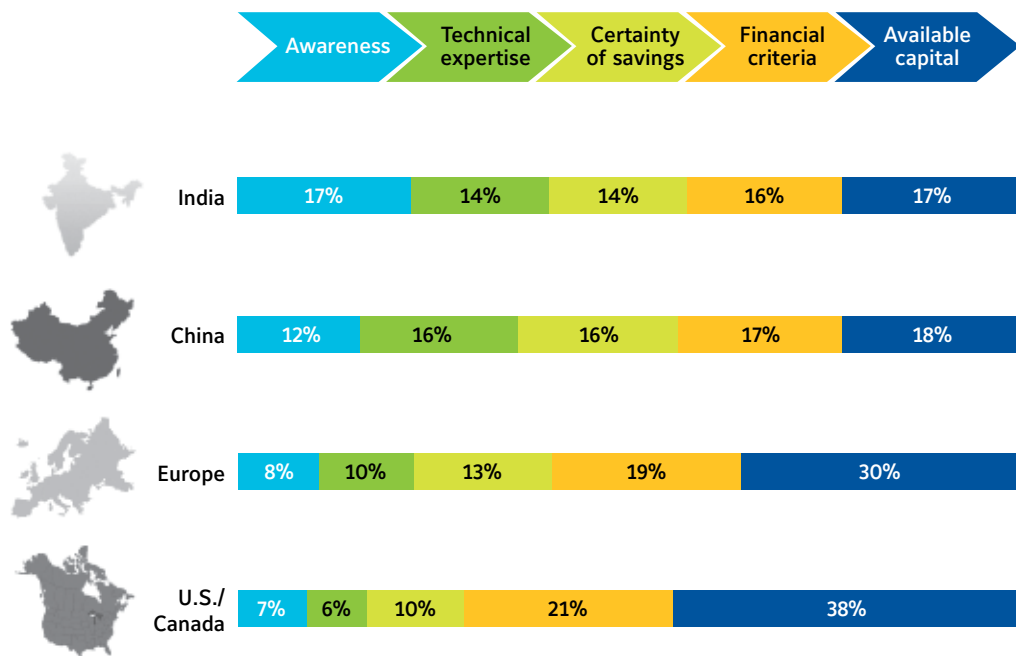 Awareness
Technical
expertise
Certainty
of savings
Financial
criteria
Available
capital
India
17%
14%
14%
16%
17%
China
12%
16%
16%
17%
18%
Europe
8%
10%
13%
19%
30%
U.S./
Canada
7%
6%
10%
21%
38%